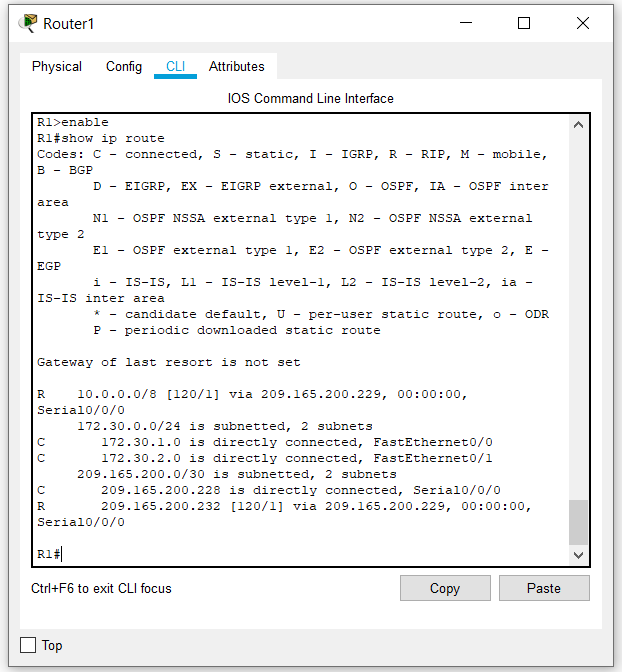 Router1
Physical Config CLI Attributes
IOS Command Line Interface
R1>enable
R1#show ip route
Codes: C - connected, S - static, I - IGRP, R - RIP, M - mobile,
B - BGP
       D - EIGRP, EX - EIGRP external, O - OSPF, IA - OSPF inter
area
       N1 - OSPF NSSA external type 1, N2 - OSPF NSSA external
type 2
       E1 - OSPF external type 1, E2 - OSPF external type 2, E -
EGP
       i - IS-IS, L1 - IS-IS level-1, L2 - IS-IS level-2, ia -
IS-IS inter area
       * - candidate default, U - per-user static route, o - ODR
       P - periodic downloaded static route

Gateway of last resort is not set

R    10.0.0.0/8 [120/1] via 209.165.200.229, 00:00:00,
Serial0/0/0
     172.30.0.0/24 is subnetted, 2 subnets
C       172.30.1.0 is directly connected, FastEthernet0/0
C       172.30.2.0 is directly connected, FastEthernet0/1
     209.165.200.0/30 is subnetted, 2 subnets
C       209.165.200.228 is directly connected, Serial0/0/0
R       209.165.200.232 [120/1] via 209.165.200.229, 00:00:00,
Serial0/0/0

R1#
Ctrl+F6 to exit CLI focus
Copy Paste
Top